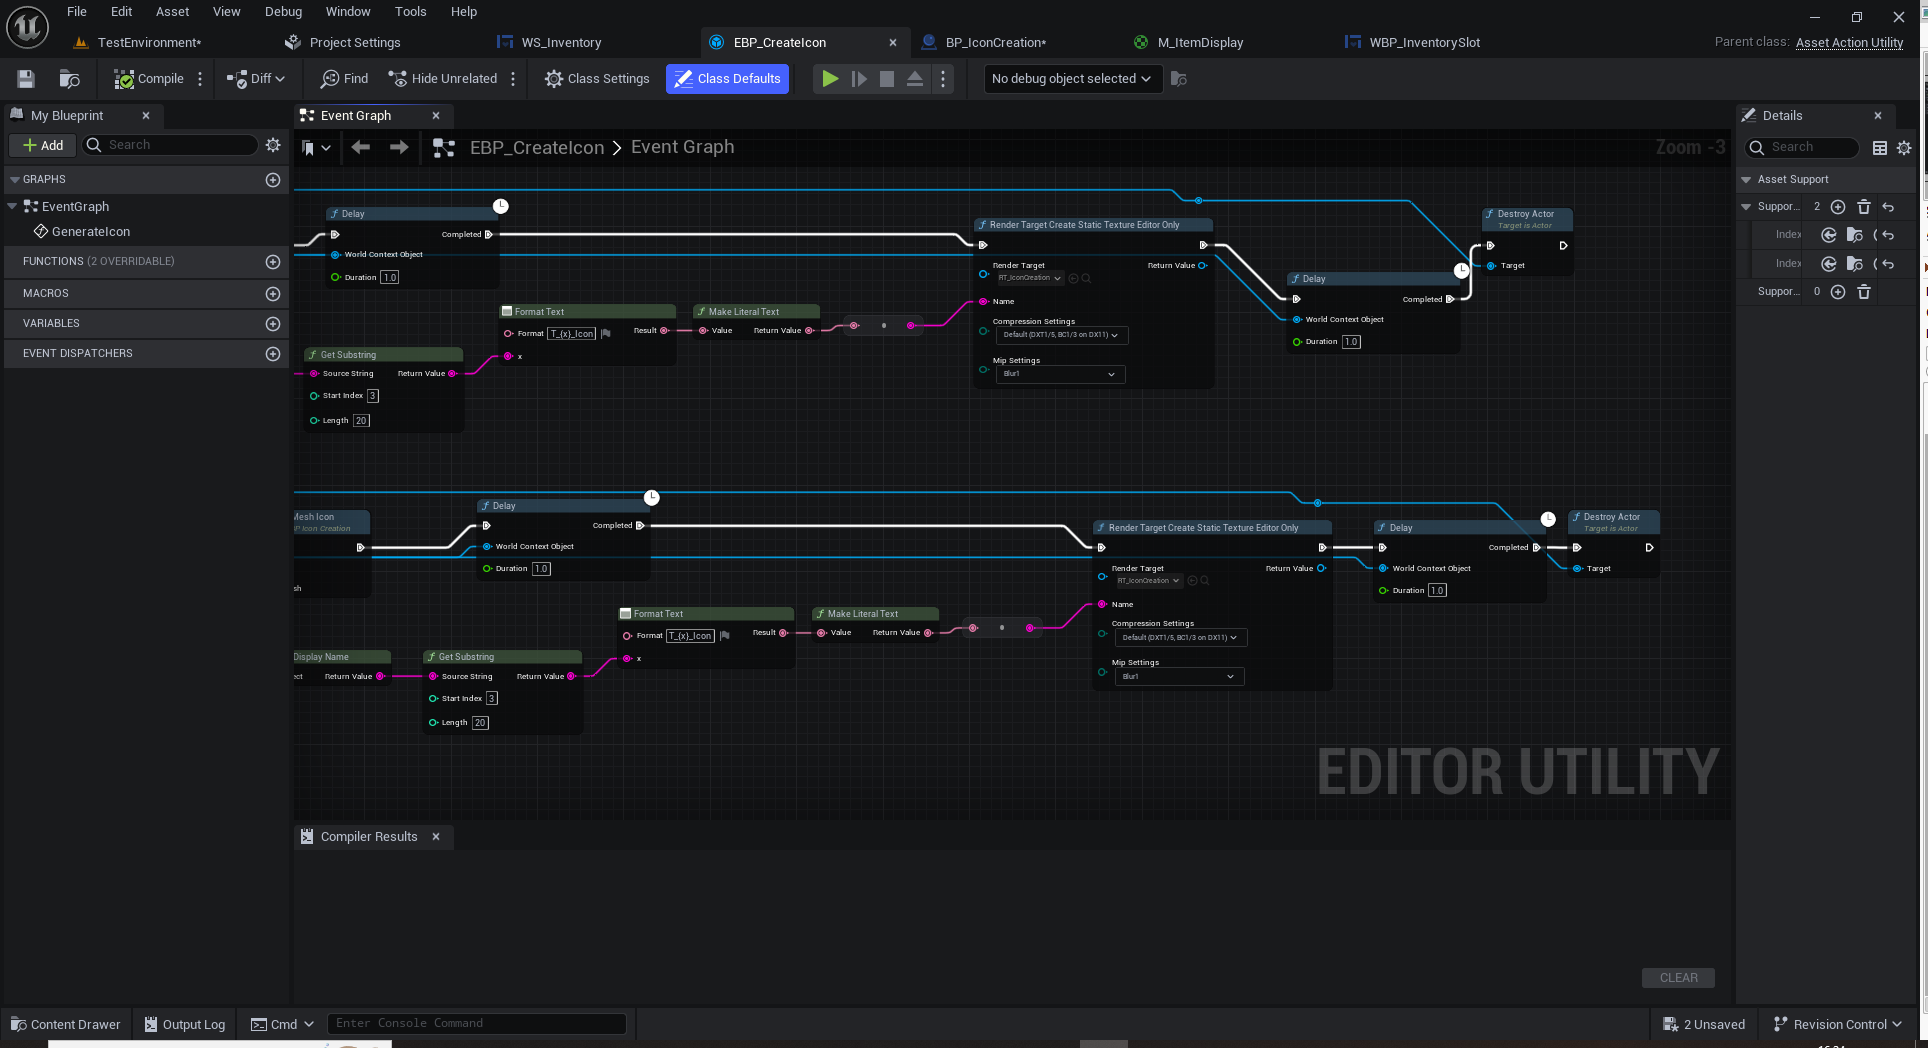 File Edit Asset View Debug Window Tools Help
TestEnvironment* Project Settings WS_Inventory EBP_CreateIcon BP_IconCreation* M_ItemDisplay WBP_InventorySlot Parent class: Asset Action Utility
Compile Diff Find Hide Unrelated Class Settings Class Defaults No debug object selected
My Blueprint
Add Search
GRAPHS
EventGraph
GenerateIcon
FUNCTIONS (2 OVERRIDABLE)
MACROS
VARIABLES
EVENT DISPATCHERS
Event Graph
EBP_CreateIcon > Event Graph
Zoom -3
Delay
Completed
World Context Object
Duration 1.0
Get Substring
Source String Return Value
Start Index 3
Length 20
Format Text
Format T_{x}_Icon Result
x
Make Literal Text
Value Return Value
Render Target Create Static Texture Editor Only
Render Target Return Value
RT_IconCreation
Name
Compression Settings
Default (DXT1/5, BC1/3 on DX11)
Mip Settings
Blur1
Delay
Completed
World Context Object
Duration 1.0
Destroy Actor
Target is Actor
Target
Mesh Icon
BP Icon Creation
sh
Delay
Completed
World Context Object
Duration 1.0
Display Name
ect Return Value
Get Substring
Source String Return Value
Start Index 3
Length 20
Format Text
Format T_{x}_Icon Result
x
Make Literal Text
Value Return Value
Render Target Create Static Texture Editor Only
Render Target Return Value
RT_IconCreation
Name
Compression Settings
Default (DXT1/5, BC1/3 on DX11)
Mip Settings
Blur1
Delay
Completed
World Context Object
Duration 1.0
Destroy Actor
Target is Actor
Target
EDITOR UTILITY
Details
Search
Asset Support
Suppor... 2
Index
Index
Suppor... 0
Compiler Results
CLEAR
Content Drawer Output Log Cmd Enter Console Command 2 Unsaved Revision Control